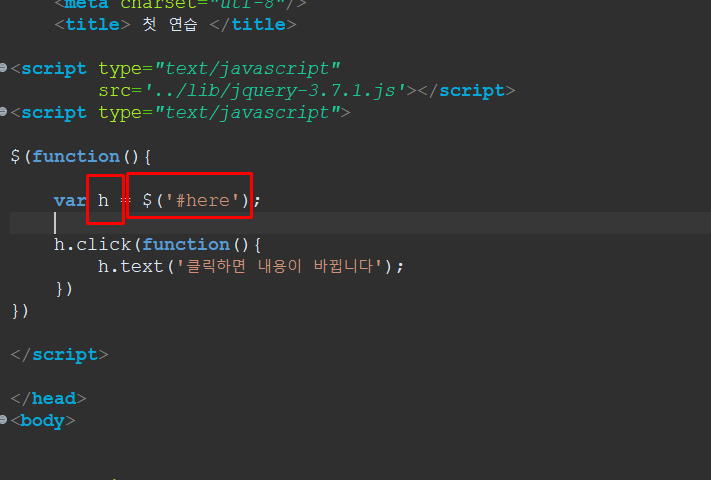 <meta charset="utf-8"/>
<title> 첫 연습 </title>
<script type="text/javascript"
src='../lib/jquery-3.7.1.js'></script>
<script type="text/javascript">
$(function(){
var h = $('#here');
h.click(function(){
h.text('클릭하면 내용이 바뀝니다');
})
})
</script>
</head>
<body>